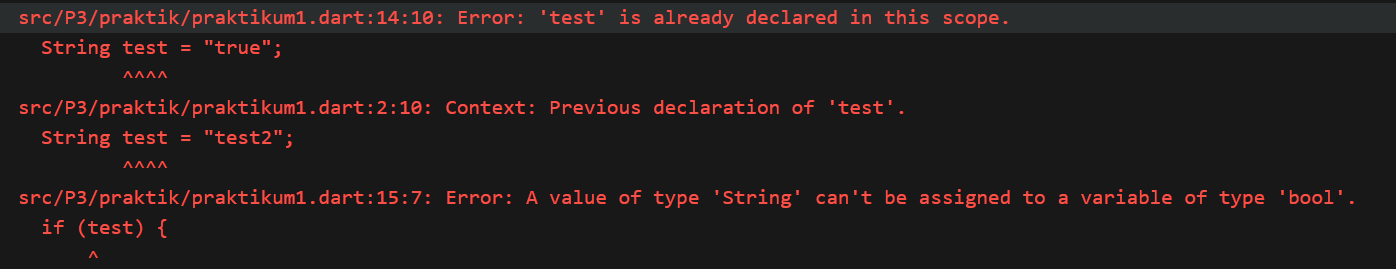 src/P3/praktik/praktikum1.dart:14:10: Error: 'test' is already declared in this scope.
  String test = "true";
         ^^^^
src/P3/praktik/praktikum1.dart:2:10: Context: Previous declaration of 'test'.
  String test = "test2";
         ^^^^
src/P3/praktik/praktikum1.dart:15:7: Error: A value of type 'String' can't be assigned to a variable of type 'bool'.
  if (test) {
      ^